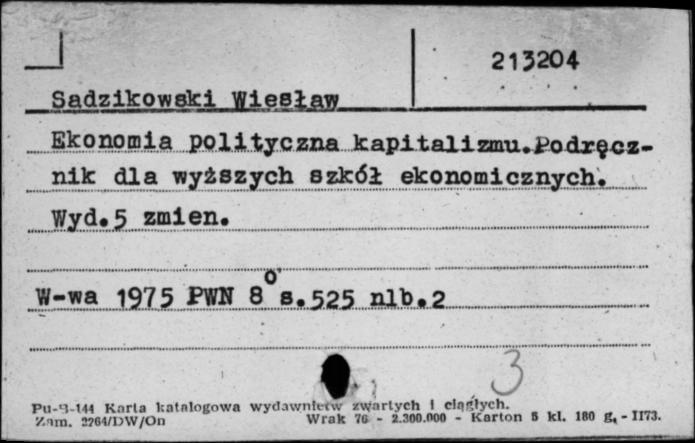 213204
Sadzikowski Wiesław
Ekonomia polityczna kapitalizmu.Podręcz-
nik dla wyższych szkół ekonomicznych.
Wyd.5 zmien.
W-wa 1975 PWN 8° s.525 nlb.2
3
Pu-9-144 Karta katalogowa wydawnictw zwartych i ciągłych.
Zam. 2264/DW/On Wrak 76 - 2.300.000 - Karton 5 kl. 180 g. - 1173.